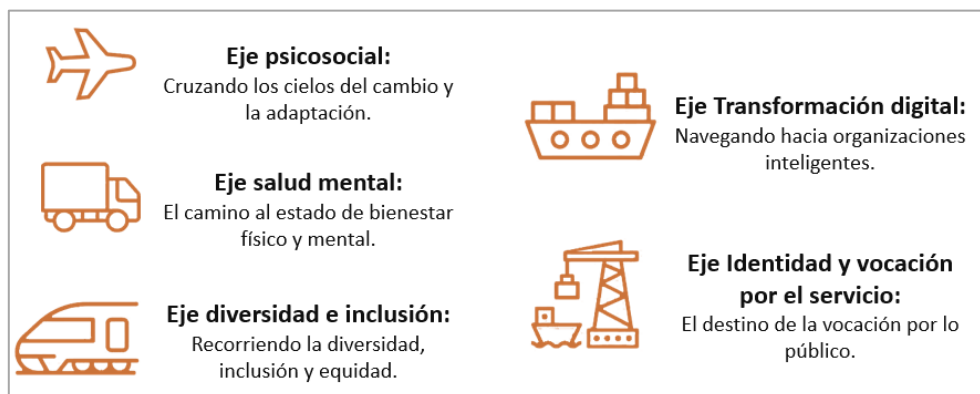 Eje psicosocial:
Cruzando los cielos del cambio y
la adaptación.
Eje salud mental:
El camino al estado de bienestar
físico y mental.
Eje diversidad e inclusión:
Recorriendo la diversidad,
inclusión y equidad.
Eje Transformación digital:
Navegando hacia organizaciones
inteligentes.
Eje Identidad y vocación
por el servicio:
El destino de la vocación por lo
público.